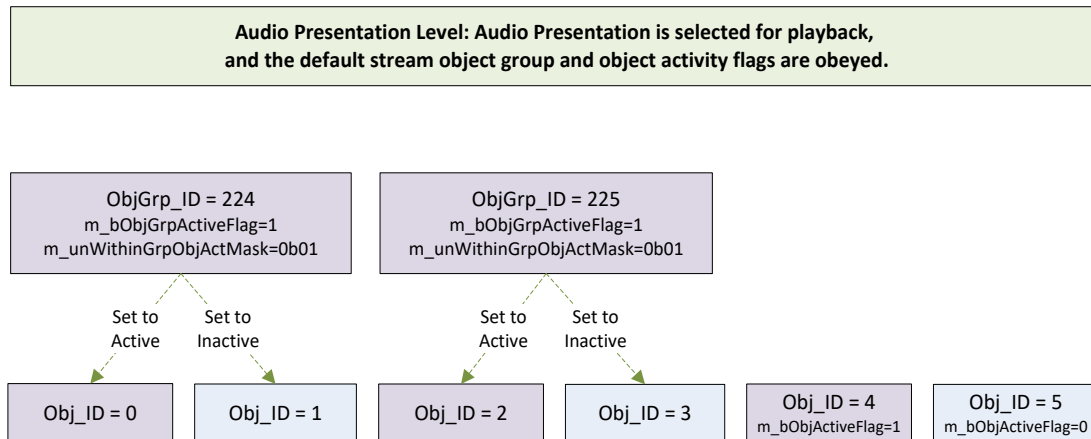 Audio Presentation Level: Audio Presentation is selected for playback,
and the default stream object group and object activity flags are obeyed.
ObjGrp_ID = 224
m_bObjGrpActiveFlag=1
m_unWithinGrpObjActMask=0b01
ObjGrp_ID = 225
m_bObjGrpActiveFlag=1
m_unWithinGrpObjActMask=0b01
Set to
Active
Set to
Inactive
Set to
Active
Set to
Inactive
Obj_ID = 0
Obj_ID = 1
Obj_ID = 2
Obj_ID = 3
Obj_ID = 4
m_bObjActiveFlag=1
Obj_ID = 5
m_bObjActiveFlag=0